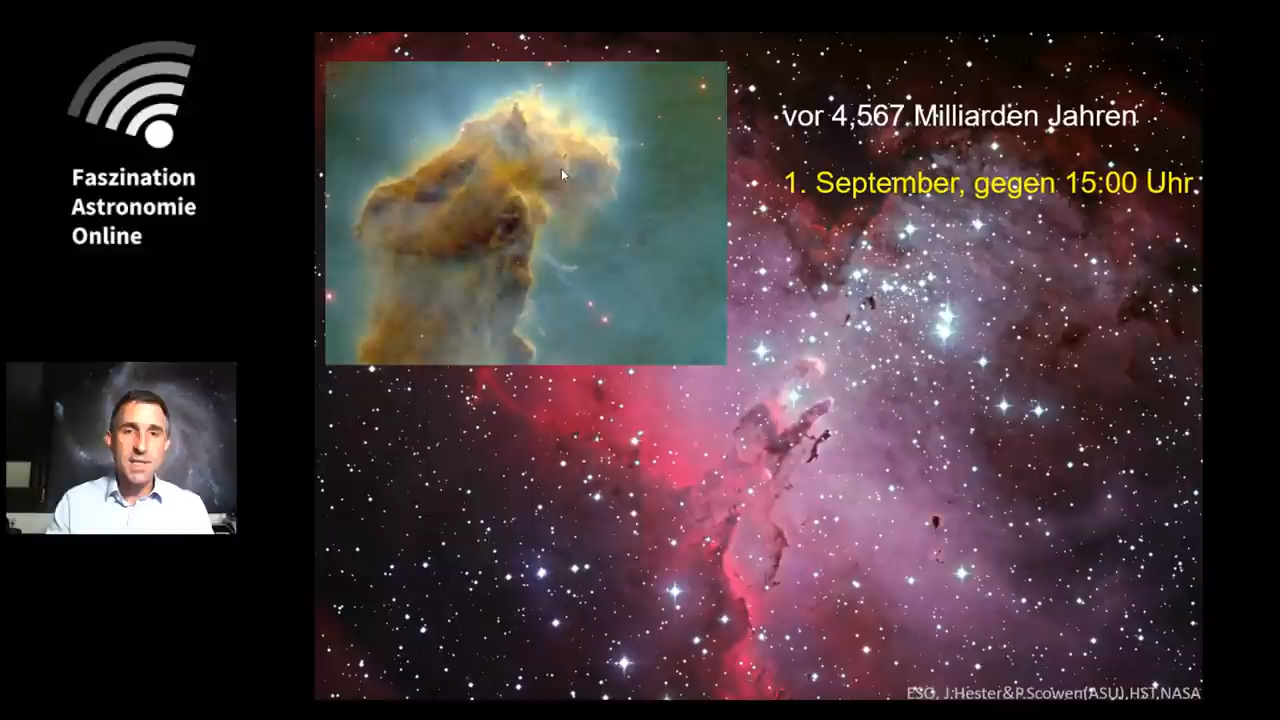 Faszination
Astronomie
Online
vor 4,567 Milliarden Jahren
1. September, gegen 15:00 Uhr
ESO, J.Hester&P.Scowen(ASU),HST,NASA